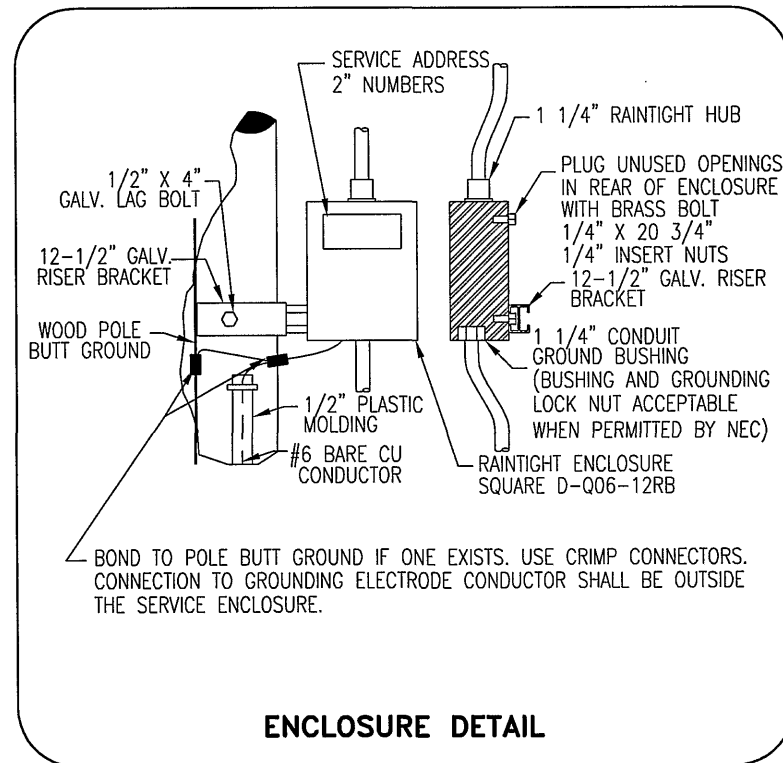 SERVICE ADDRESS
2" NUMBERS
1 1/4" RAINTIGHT HUB
1/2" X 4"
GALV. LAG BOLT
PLUG UNUSED OPENINGS
IN REAR OF ENCLOSURE
WITH BRASS BOLT
1/4" X 20 3/4"
1/4" INSERT NUTS
12-1/2" GALV.
RISER BRACKET
12-1/2" GALV. RISER
BRACKET
WOOD POLE
BUTT GROUND
1 1/4" CONDUIT
GROUND BUSHING
(BUSHING AND GROUNDING
LOCK NUT ACCEPTABLE
WHEN PERMITTED BY NEC)
1/2" PLASTIC
MOLDING
#6 BARE CU
CONDUCTOR
RAINTIGHT ENCLOSURE
SQUARE D-Q06-12RB
BOND TO POLE BUTT GROUND IF ONE EXISTS. USE CRIMP CONNECTORS.
CONNECTION TO GROUNDING ELECTRODE CONDUCTOR SHALL BE OUTSIDE
THE SERVICE ENCLOSURE.
ENCLOSURE DETAIL